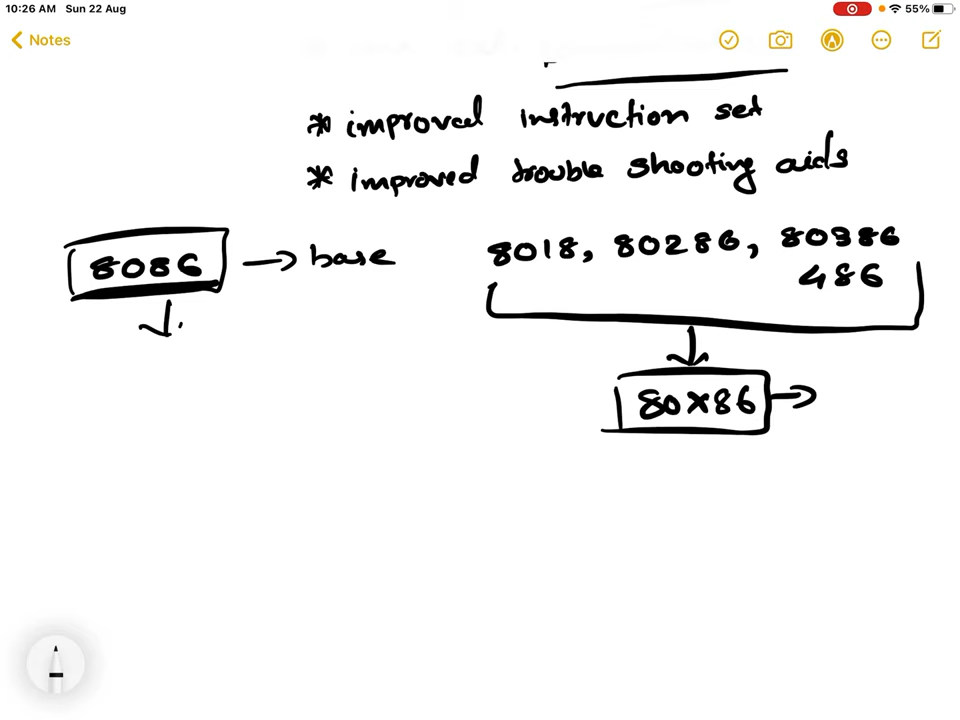 10:26 AM Sun 22 Aug 55%
Notes
* improved instruction set
* improved trouble shooting aids
8086 → base 8018, 80286, 80386
486
80x86 →